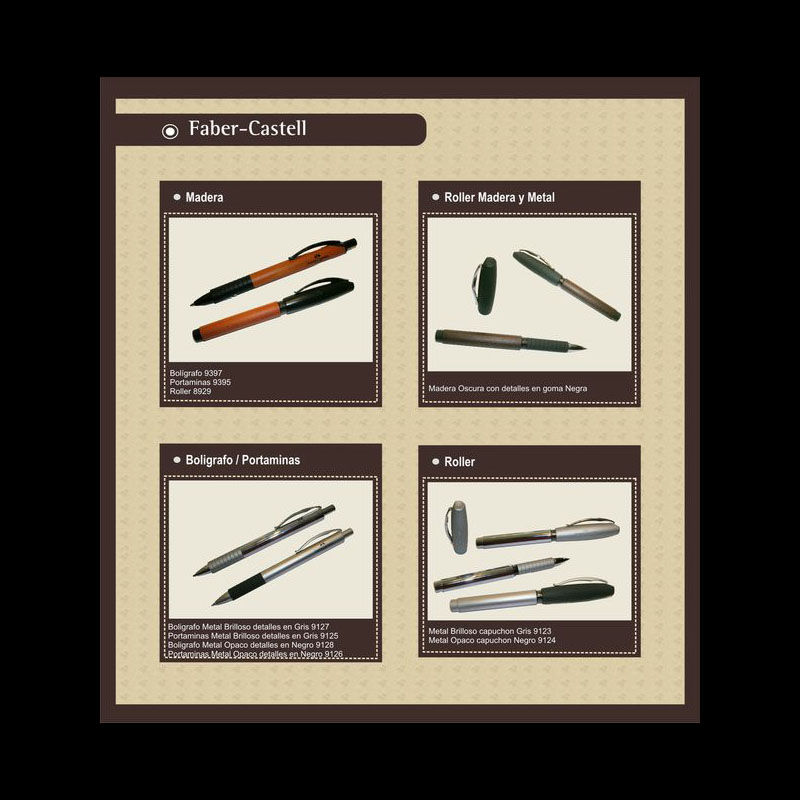 Faber-Castell
Madera
Bolígrafo 9397
Portaminas 9395
Roller 8929
Roller Madera y Metal
Madera Oscura con detalles en goma Negra
Boligrafo / Portaminas
Boligrafo Metal Brilloso detalles en Gris 9127
Portaminas Metal Brilloso detalles en Gris 9125
Boligrafo Metal Opaco detalles en Negro 9128
Portaminas Metal Opaco detalles en Negro 9126
Roller
Metal Brilloso capuchon Gris 9123
Metal Opaco capuchon Negro 9124